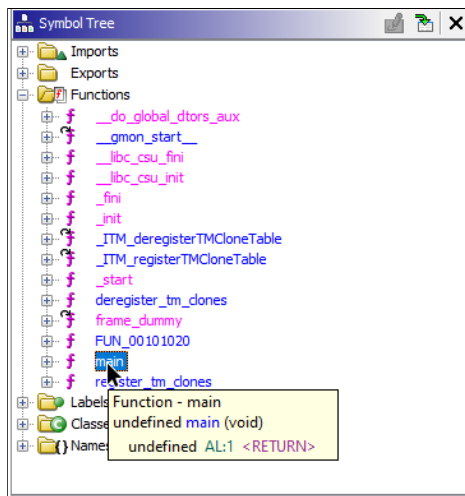 Symbol Tree
Imports
Exports
Functions
__do_global_dtors_aux
__gmon_start__
__libc_csu_fini
__libc_csu_init
_fini
_init
_ITM_deregisterTMCloneTable
_ITM_registerTMCloneTable
_start
deregister_tm_clones
frame_dummy
FUN_00101020
main
register_tm_clones
Labels
Function - main
Classe
undefined main (void)
Names
undefined AL:1 <RETURN>